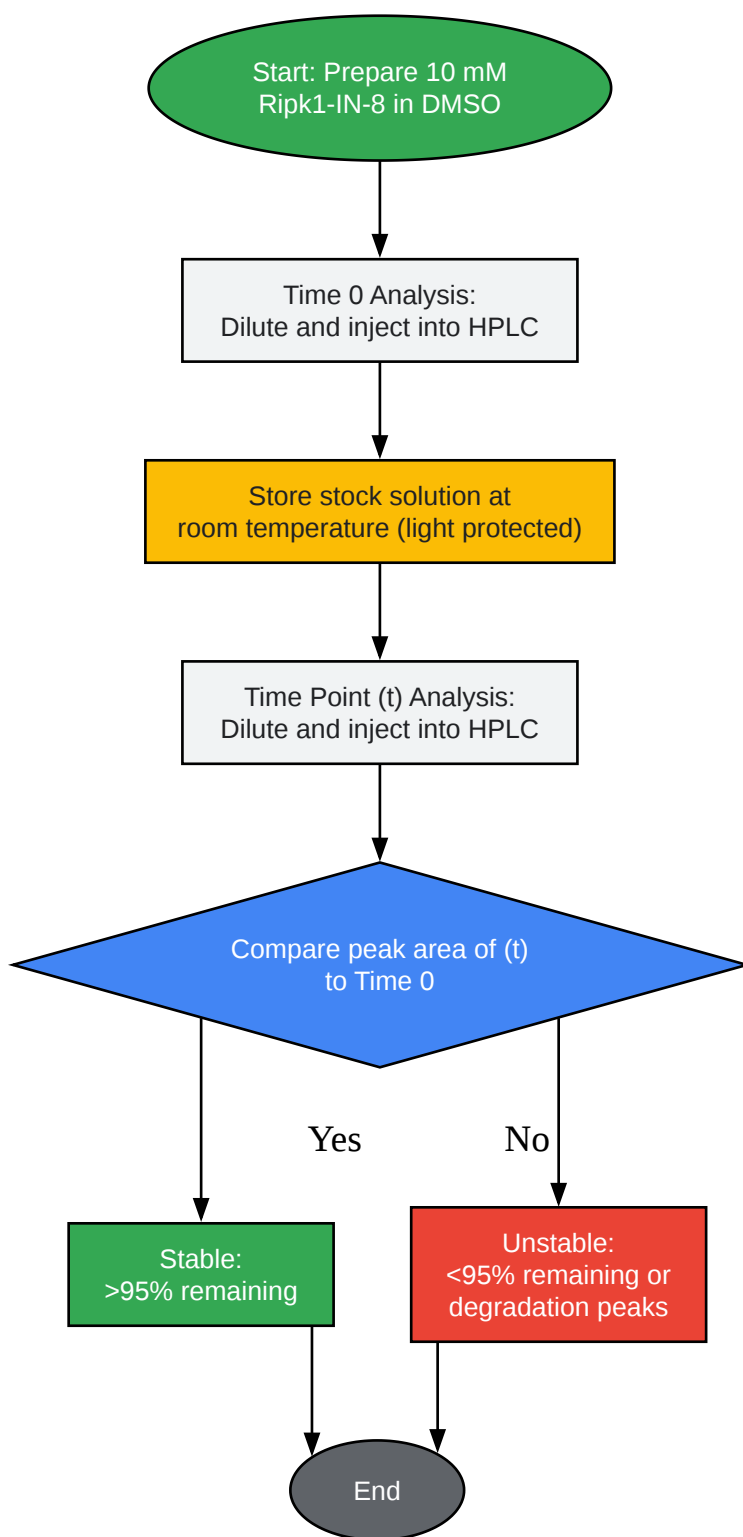 Start: Prepare 10 mM
Ripk1-IN-8 in DMSO
Time 0 Analysis:
Dilute and inject into HPLC
Store stock solution at
room temperature (light protected)
Time Point (t) Analysis:
Dilute and inject into HPLC
Compare peak area of (t)
to Time 0
Yes
No
Stable:
>95% remaining
Unstable:
<95% remaining or
degradation peaks
End